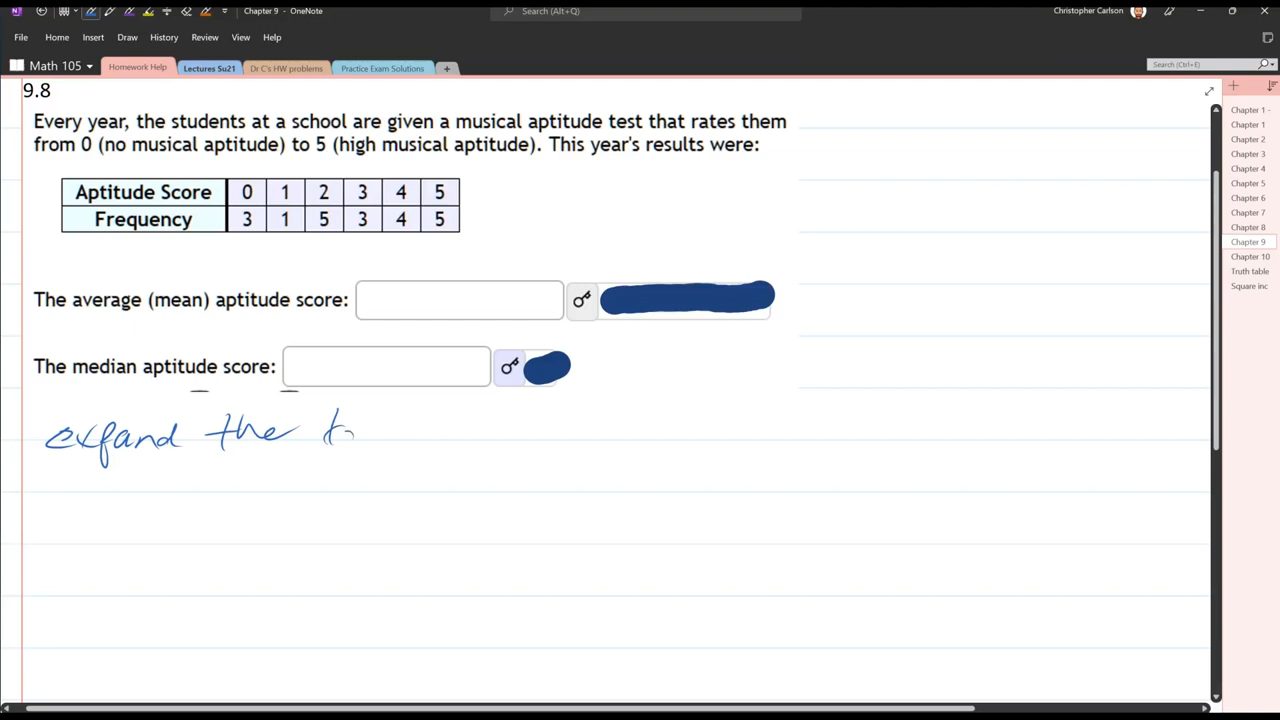 Chapter 9 - OneNote
Search (Alt+Q)
Christopher Carlson
File Home Insert Draw History Review View Help
Math 105
Homework Help
Lectures Su21
Dr C's HW problems
Practice Exam Solutions
Search (Ctrl+E)
9.8
Every year, the students at a school are given a musical aptitude test that rates them
from 0 (no musical aptitude) to 5 (high musical aptitude). This year's results were:
Aptitude Score 0 1 2 3 4 5
Frequency 3 1 5 3 4 5
The average (mean) aptitude score:
The median aptitude score:
expand the t
Chapter 1 -
Chapter 1
Chapter 2
Chapter 3
Chapter 4
Chapter 5
Chapter 6
Chapter 7
Chapter 8
Chapter 9
Chapter 10
Truth table
Square inc